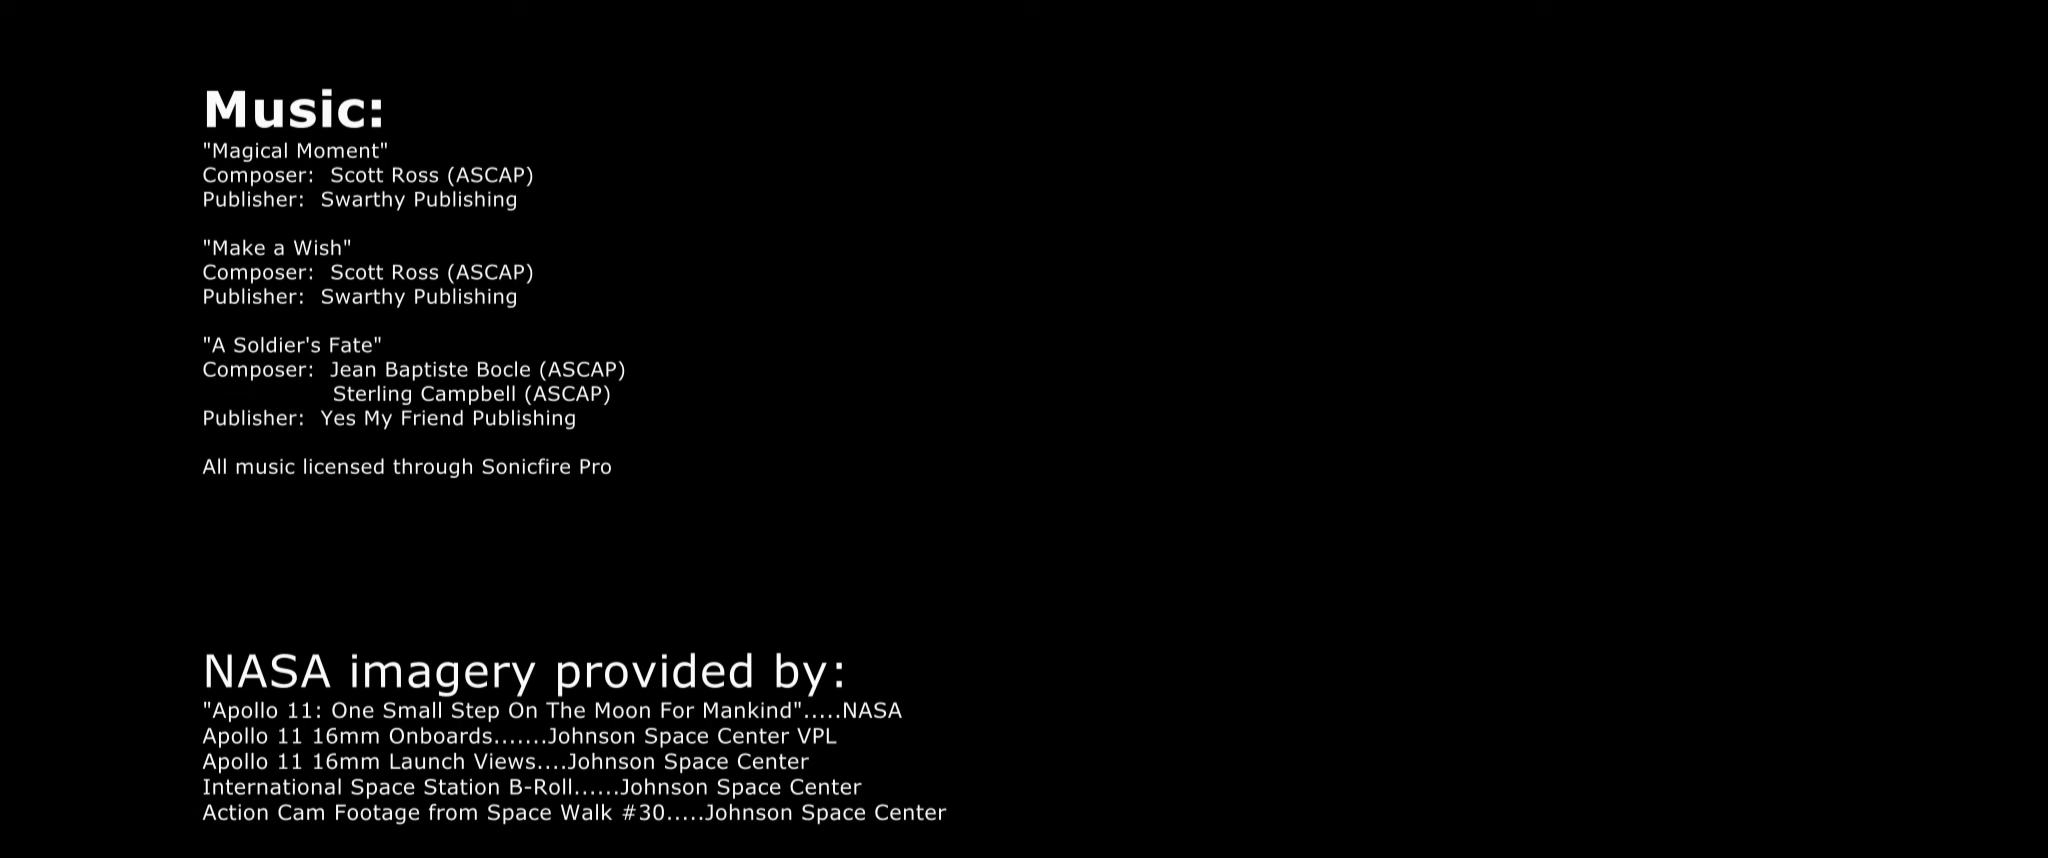 Music:
"Magical Moment"
Composer:  Scott Ross (ASCAP)
Publisher:  Swarthy Publishing
"Make a Wish"
Composer:  Scott Ross (ASCAP)
Publisher:  Swarthy Publishing
"A Soldier's Fate"
Composer:  Jean Baptiste Bocle (ASCAP)
Sterling Campbell (ASCAP)
Publisher:  Yes My Friend Publishing
All music licensed through Sonicfire Pro
NASA imagery provided by:
"Apollo 11: One Small Step On The Moon For Mankind".....NASA
Apollo 11 16mm Onboards.......Johnson Space Center VPL
Apollo 11 16mm Launch Views....Johnson Space Center
International Space Station B-Roll......Johnson Space Center
Action Cam Footage from Space Walk #30.....Johnson Space Center